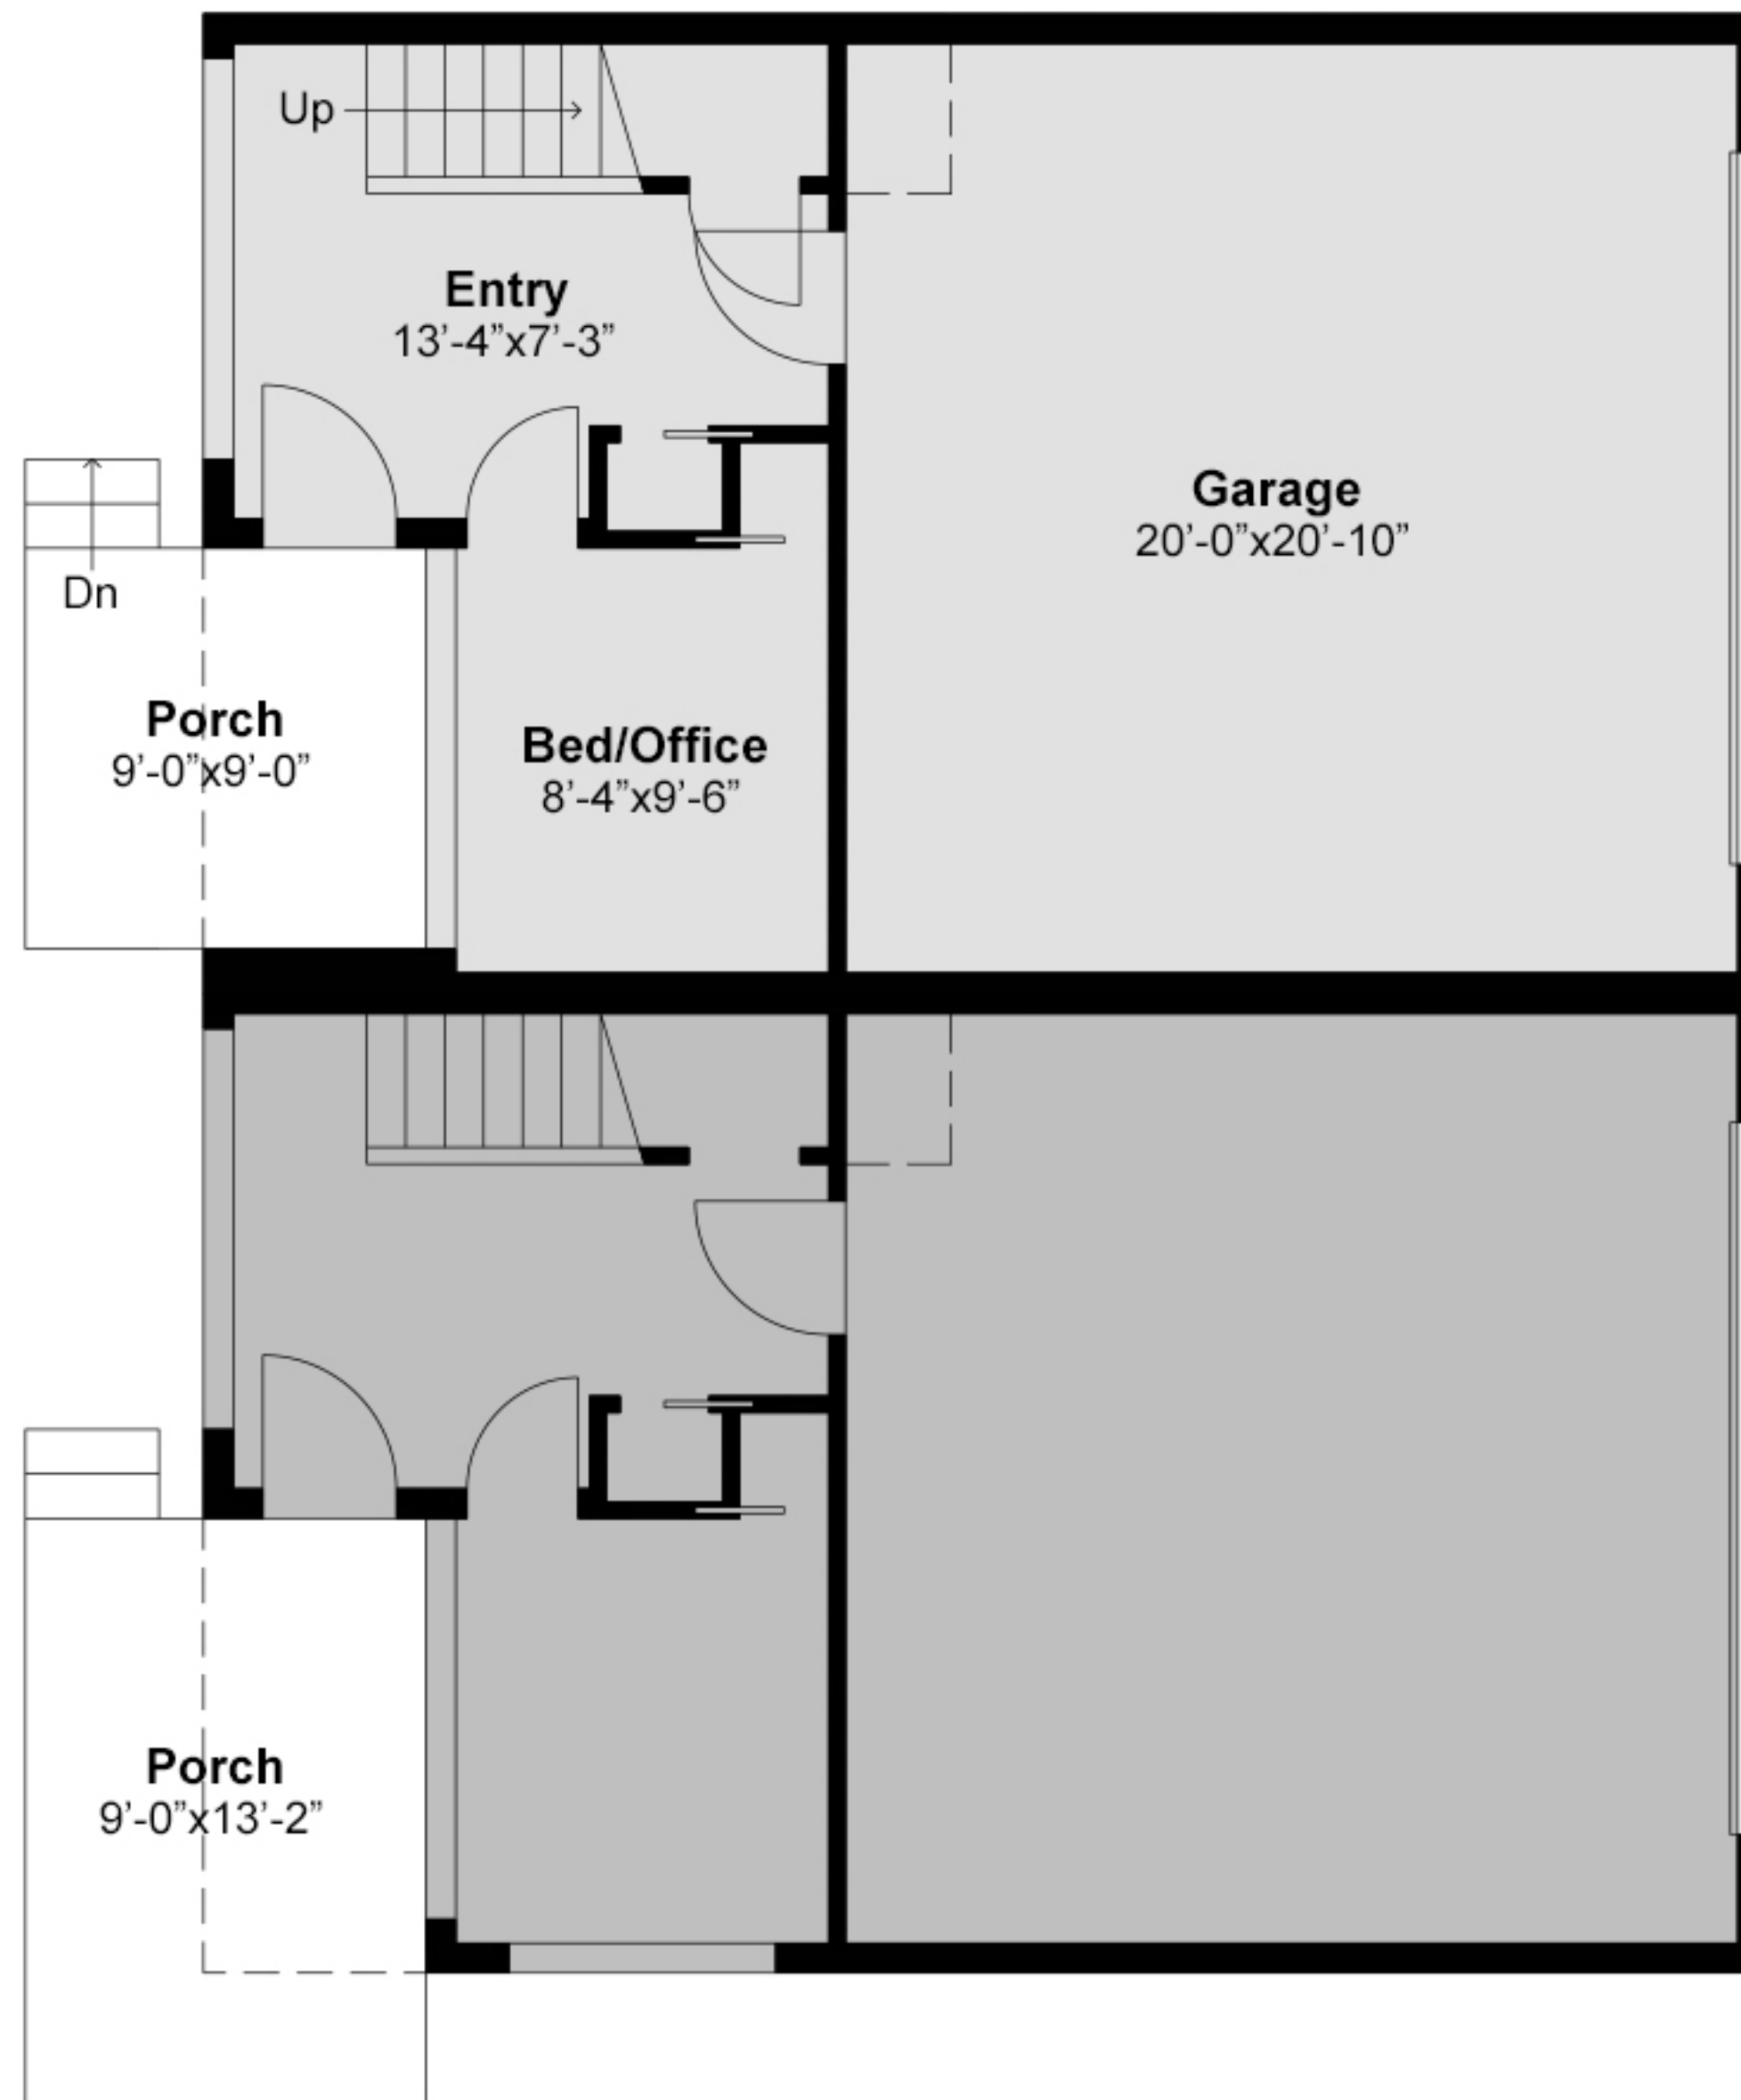 Up
Entry
13’-4”x7’-3”
Garage
20’-0”x20’-10”
Dn
Porch
9’-0”x9’-0”
Bed/Office
8’-4”x9’-6”
Porch
9’-0”x13’-2”